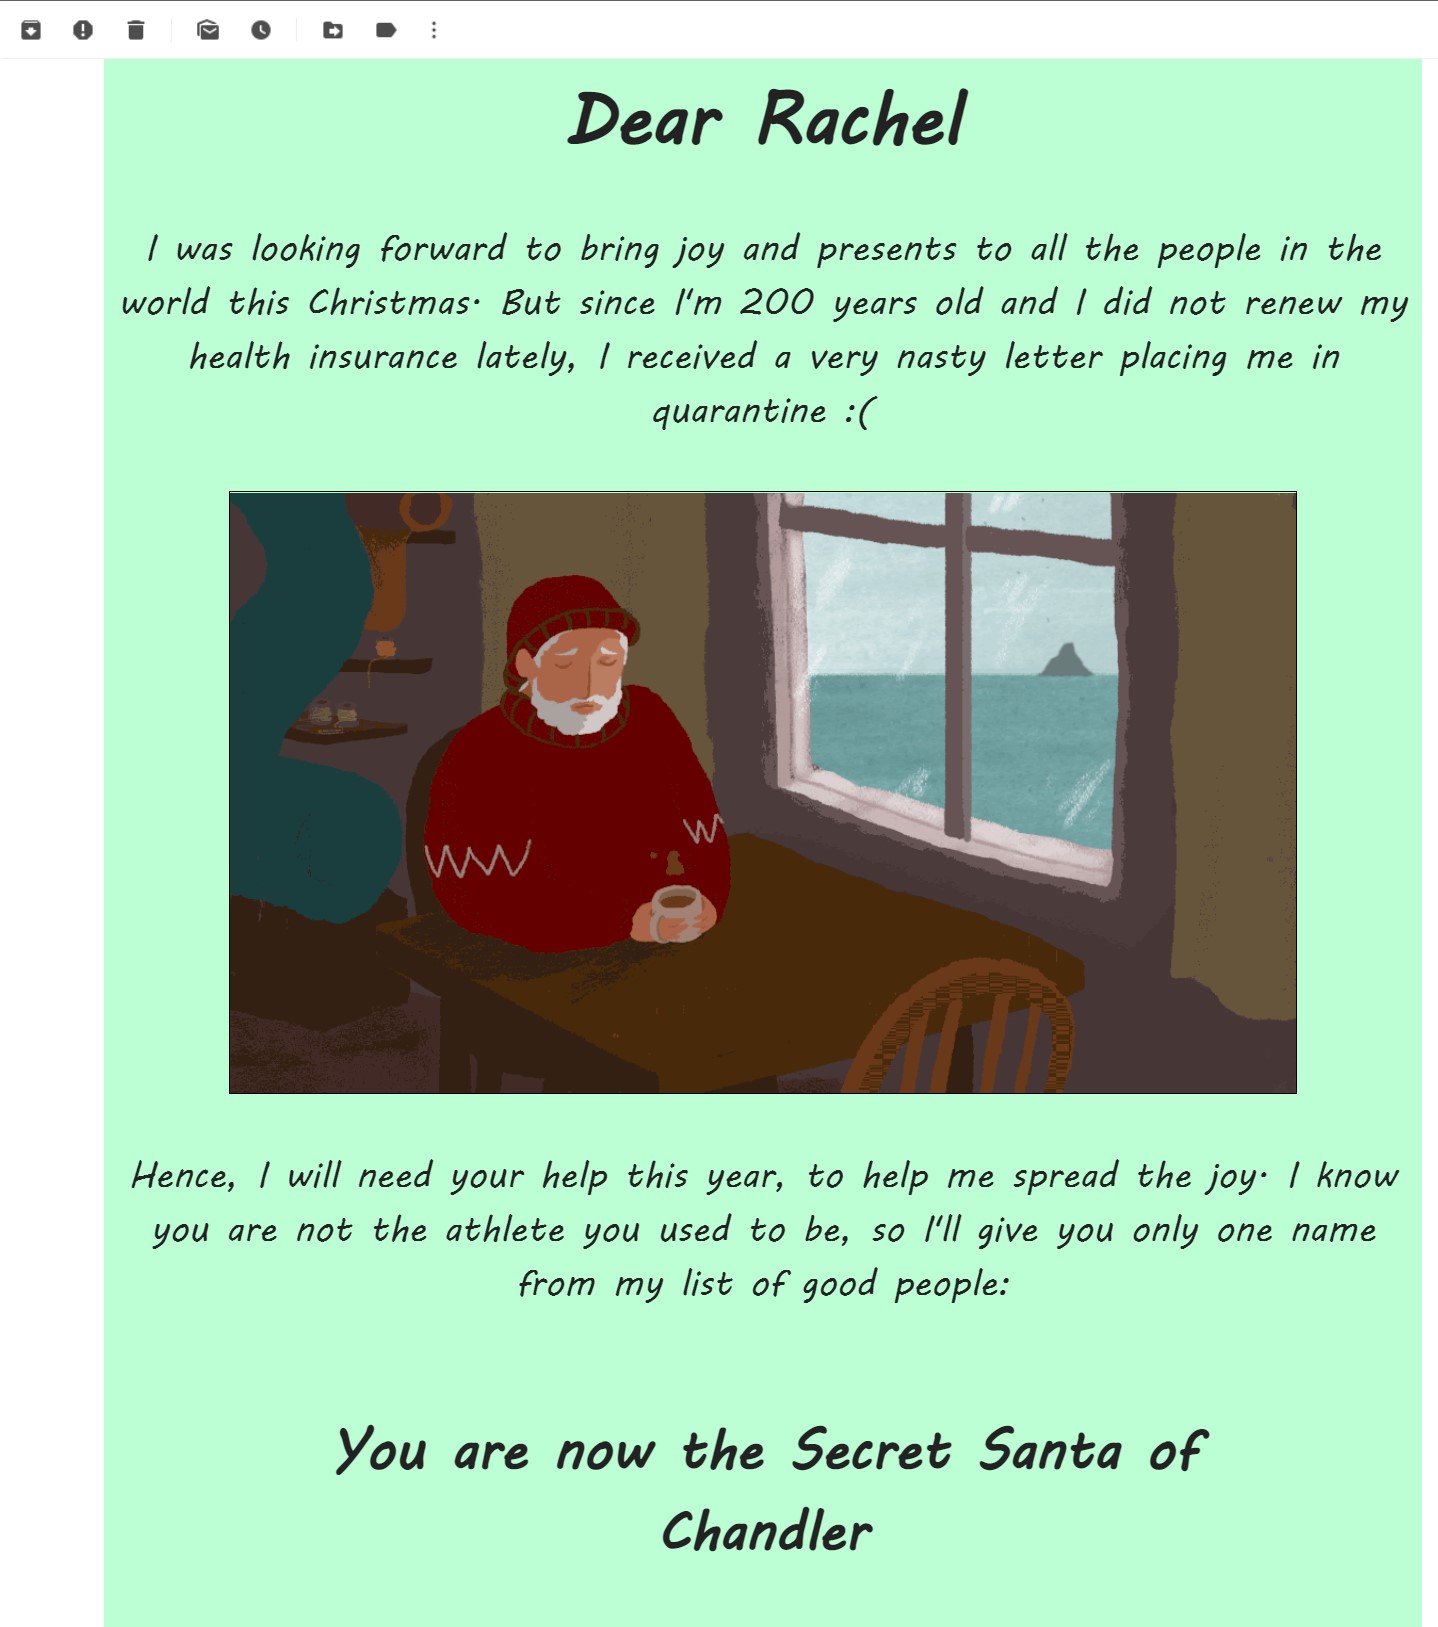 Dear Rachel
I was looking forward to bring joy and presents to all the people in the
world this Christmas. But since I'm 200 years old and I did not renew my
health insurance lately, I received a very nasty letter placing me in
quarantine :(
Hence, I will need your help this year, to help me spread the joy. I know
you are not the athlete you used to be, so I'll give you only one name
from my list of good people:
You are now the Secret Santa of
Chandler